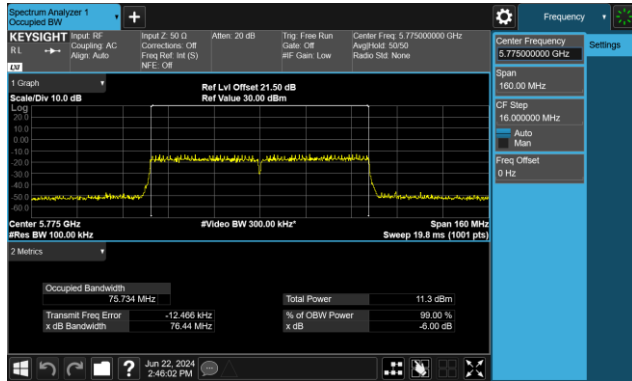 Spectrum Analyzer 1
Occupied BW
+
Frequency
KEYSIGHT
RL
LXI
Input: RF
Coupling: AC
Align: Auto
Input Z: 50 Ω
Corrections: Off
Freq Ref: Int (S)
NFE: Off
Atten: 20 dB
Trig: Free Run
Gate: Off
#IF Gain: Low
Center Freq: 5.775000000 GHz
Avg|Hold: 50/50
Radio Std: None
Center Frequency
5.775000000 GHz
Settings
Span
160.00 MHz
CF Step
16.000000 MHz
Auto
Man
Freq Offset
0 Hz
1 Graph
Scale/Div 10.0 dB
Ref Lvl Offset 21.50 dB
Ref Value 30.00 dBm
Log
20.0
10.0
0.00
-10.0
-20.0
-30.0
-40.0
-50.0
-60.0
Center 5.775 GHz
#Res BW 100.00 kHz
#Video BW 300.00 kHz*
Span 160 MHz
Sweep 19.8 ms (1001 pts)
2 Metrics
Occupied Bandwidth
75.734 MHz
Transmit Freq Error -12.466 kHz
x dB Bandwidth 76.44 MHz
Total Power 11.3 dBm
% of OBW Power 99.00 %
x dB -6.00 dB
?
Jun 22, 2024
2:46:02 PM